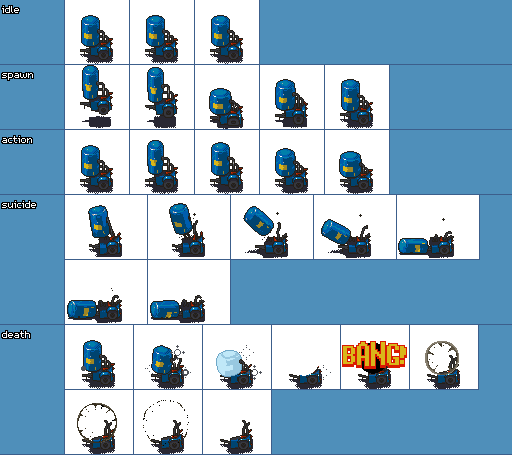 idle
spawn
action
suicide
death
BANG!